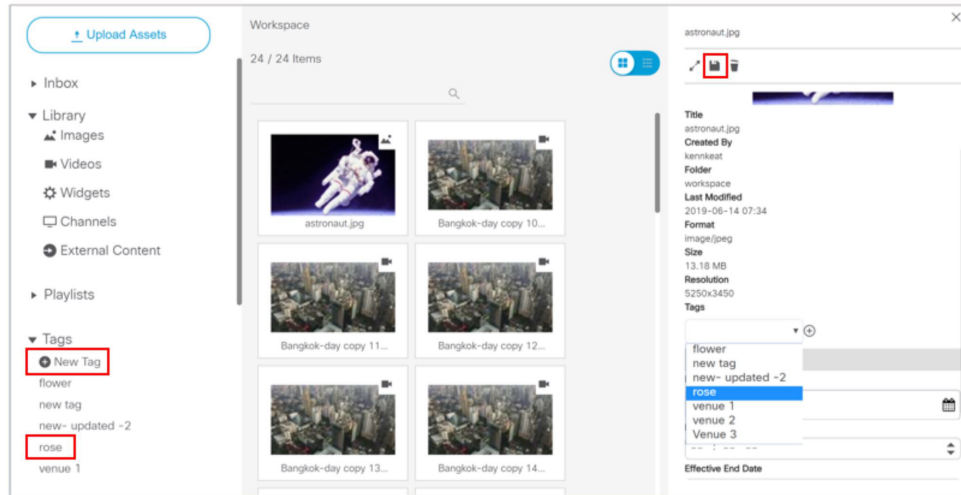 Upload Assets
Inbox
Library
Images
Videos
Widgets
Channels
External Content
Playlists
Tags
New Tag
flower
new tag
new- updated -2
rose
venue 1
Workspace
24 / 24 Items
astronaut.jpg
Bangkok-day copy 10...
Bangkok-day copy 11...
Bangkok-day copy 12...
Bangkok-day copy 13...
Bangkok-day copy 14...
astronaut.jpg
Title
astronaut.jpg
Created By
kennkeat
Folder
workspace
Last Modified
2019-06-14 07:34
Format
image/jpeg
Size
13.18 MB
Resolution
5250x3450
Tags
flower
new tag
new- updated -2
rose
venue 1
venue 2
Venue 3
Effective End Date